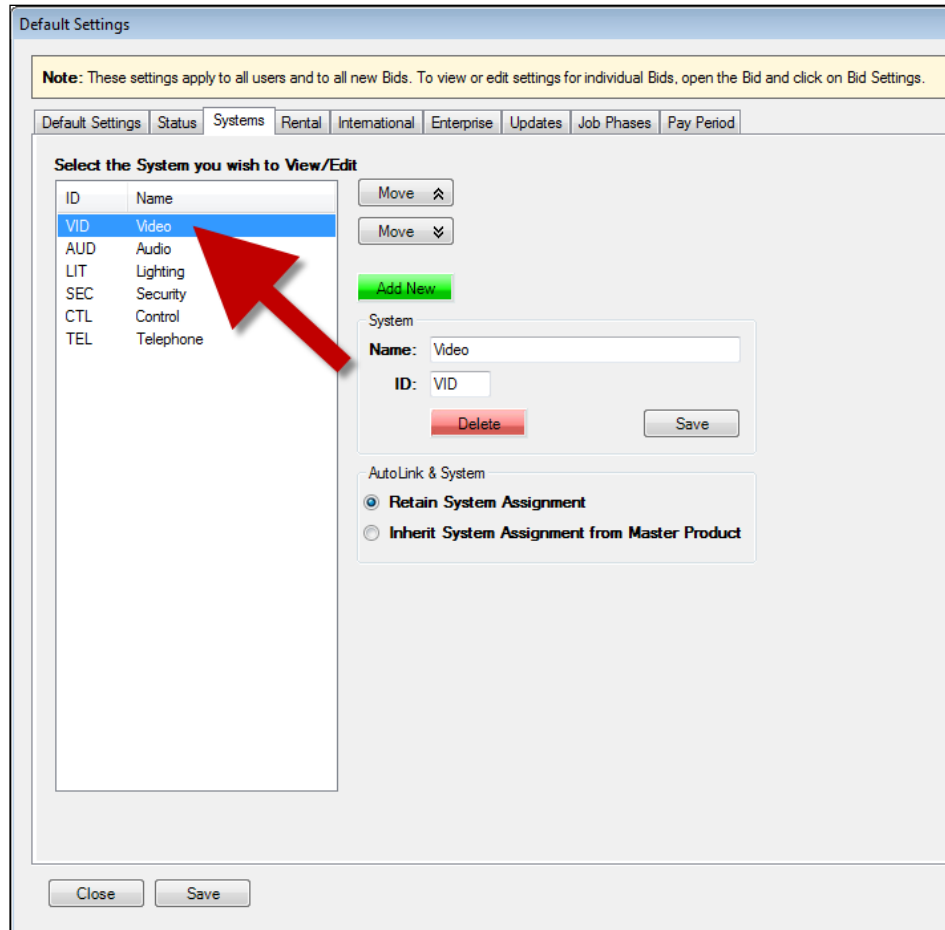 Default Settings
Note: These settings apply to all users and to all new Bids. To view or edit settings for individual Bids, open the Bid and click on Bid Settings.
Default Settings Status Systems Rental International Enterprise Updates Job Phases Pay Period
Select the System you wish to View/Edit
ID Name
VID Video
AUD Audio
LIT Lighting
SEC Security
CTL Control
TEL Telephone
Move
Move
Add New
System
Name: Video
ID: VID
Delete Save
AutoLink & System
Retain System Assignment
Inherit System Assignment from Master Product
Close Save